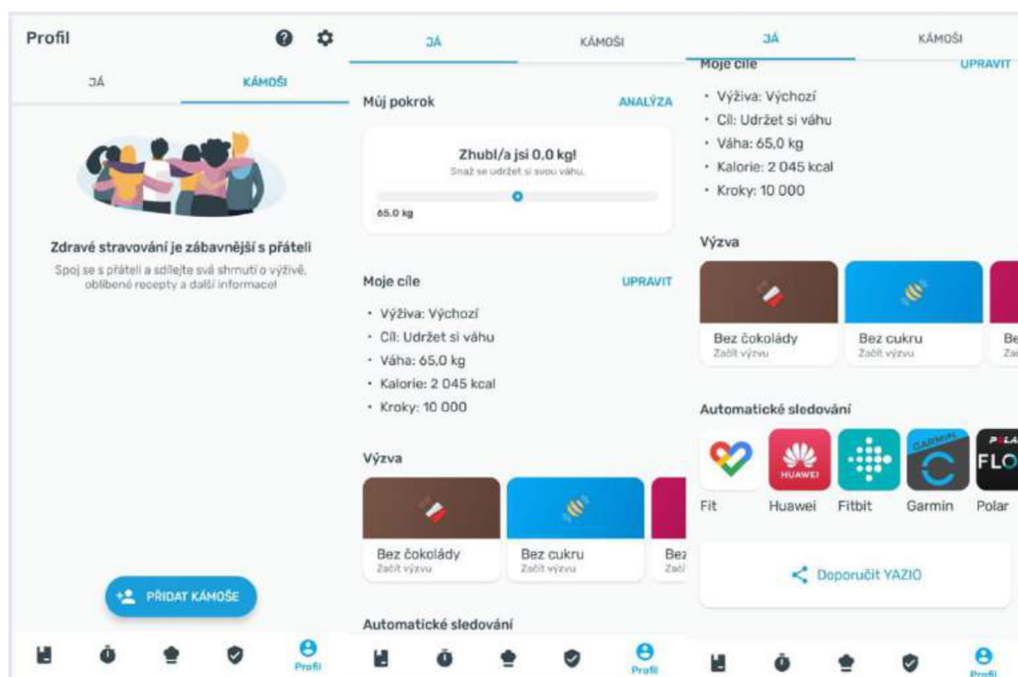 Profil
JÁ
KÁMOŠI
Zdravé stravování je zábavnější s přáteli
Spoj se s přáteli a sdílejte svá shrnutí o výživě,
oblíbené recepty a další informace!
PŘIDAT KÁMOŠE
Profil
JÁ
KÁMOŠI
Můj pokrok
ANALÝZA
Zhubl/a jsi 0,0 kg!
Snaž se udržet si svou váhu.
65.0 kg
Moje cíle
UPRAVIT
• Výživa: Výchozí
• Cíl: Udržet si váhu
• Váha: 65,0 kg
• Kalorie: 2 045 kcal
• Kroky: 10 000
Výzva
Bez čokolády
Začít výzvu
Bez cukru
Začít výzvu
Bez
Zač
Automatické sledování
Profil
JÁ
KÁMOŠI
Moje cíle
UPRAVIT
• Výživa: Výchozí
• Cíl: Udržet si váhu
• Váha: 65,0 kg
• Kalorie: 2 045 kcal
• Kroky: 10 000
Výzva
Bez čokolády
Začít výzvu
Bez cukru
Začít výzvu
Be
Zač
Automatické sledování
HUAWEI
GARMIN
POLA
FLO
Fit
Huawei
Fitbit
Garmin
Polar
Doporučit YAZIO
Profil